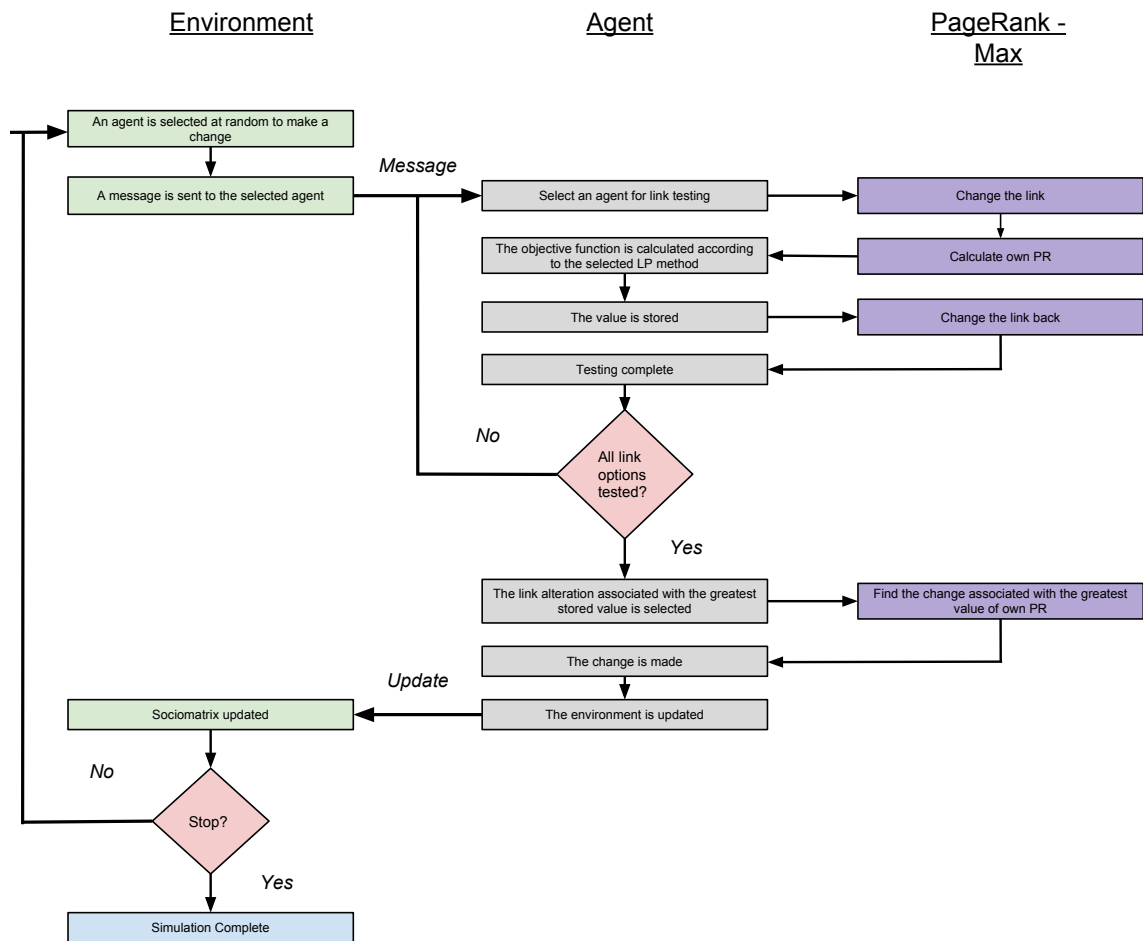 Environment
Agent
PageRank -
Max
An agent is selected at random to make a
change
Message
A message is sent to the selected agent
Select an agent for link testing
Change the link
The objective function is calculated according
to the selected LP method
Calculate own PR
The value is stored
Change the link back
Testing complete
No
All link
options
tested?
Yes
The link alteration associated with the greatest
stored value is selected
Find the change associated with the greatest
value of own PR
The change is made
Update
Sociomatrix updated
The environment is updated
No
Stop?
Yes
Simulation Complete